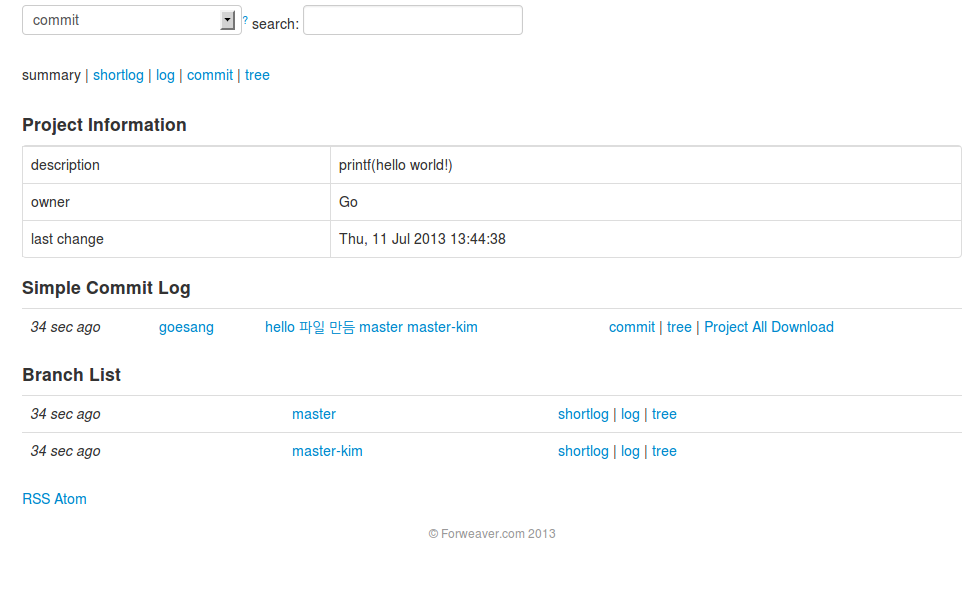 commit ? search:
summary | shortlog | log | commit | tree
Project Information
description printf(hello world!)
owner Go
last change Thu, 11 Jul 2013 13:44:38
Simple Commit Log
34 sec ago goesang hello 파일 만듬 master master-kim commit | tree | Project All Download
Branch List
34 sec ago master shortlog | log | tree
34 sec ago master-kim shortlog | log | tree
RSS Atom
© Forweaver.com 2013